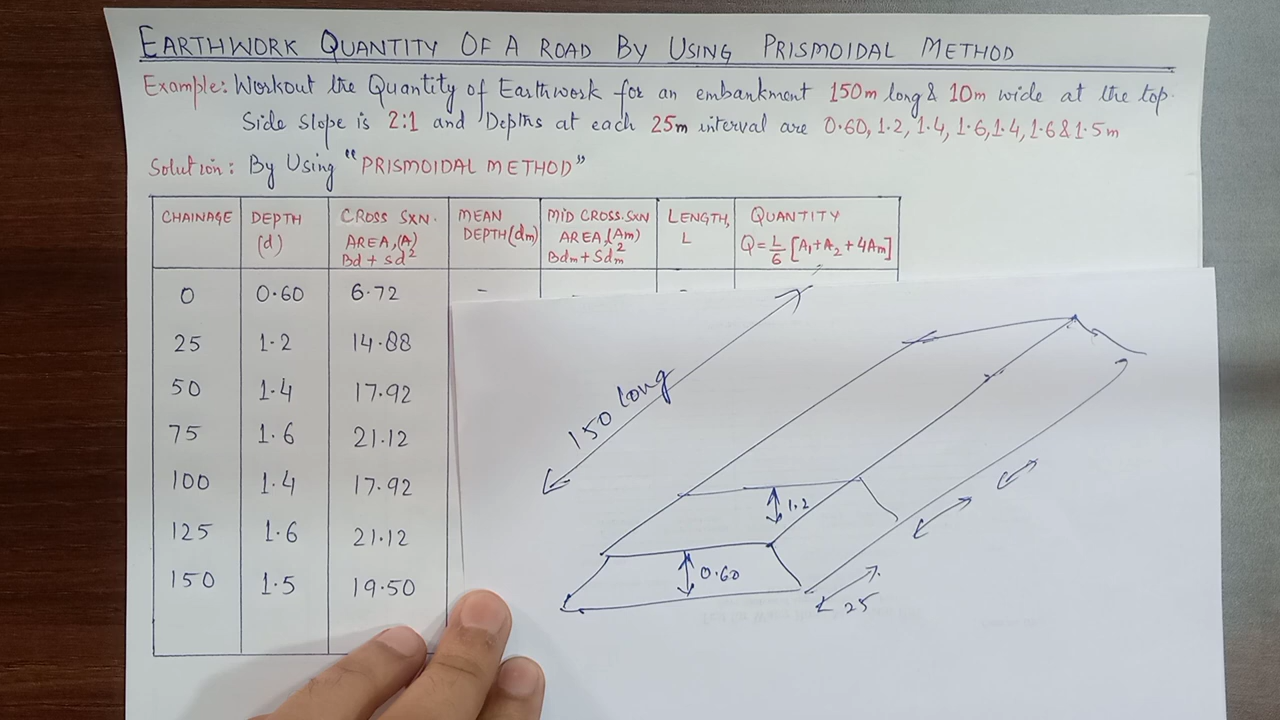 EARTHWORK QUANTITY OF A ROAD BY USING PRISMOIDAL METHOD
Example: Workout the Quantity of Earthwork for an embankment 150m long & 10m wide at the top.
Side Slope is 2:1 and Depths at each 25m interval are 0.60, 1.2, 1.4, 1.6, 1.4, 1.6 & 1.5m
Solution: By Using "PRISMOIDAL METHOD"
CHAINAGE DEPTH (d) CROSS SXN. AREA,(A) Bd + Sd² MEAN DEPTH(dm) MID CROSS.SXN AREA,(Am) Bdm + Sdm² LENGTH, L QUANTITY Q = L/6 [A1+A2+4Am]
0 0.60 6.72 - - - -
25 1.2 14.88
50 1.4 17.92
75 1.6 21.12
100 1.4 17.92
125 1.6 21.12
150 1.5 19.50
150 long
1.2
0.60
25